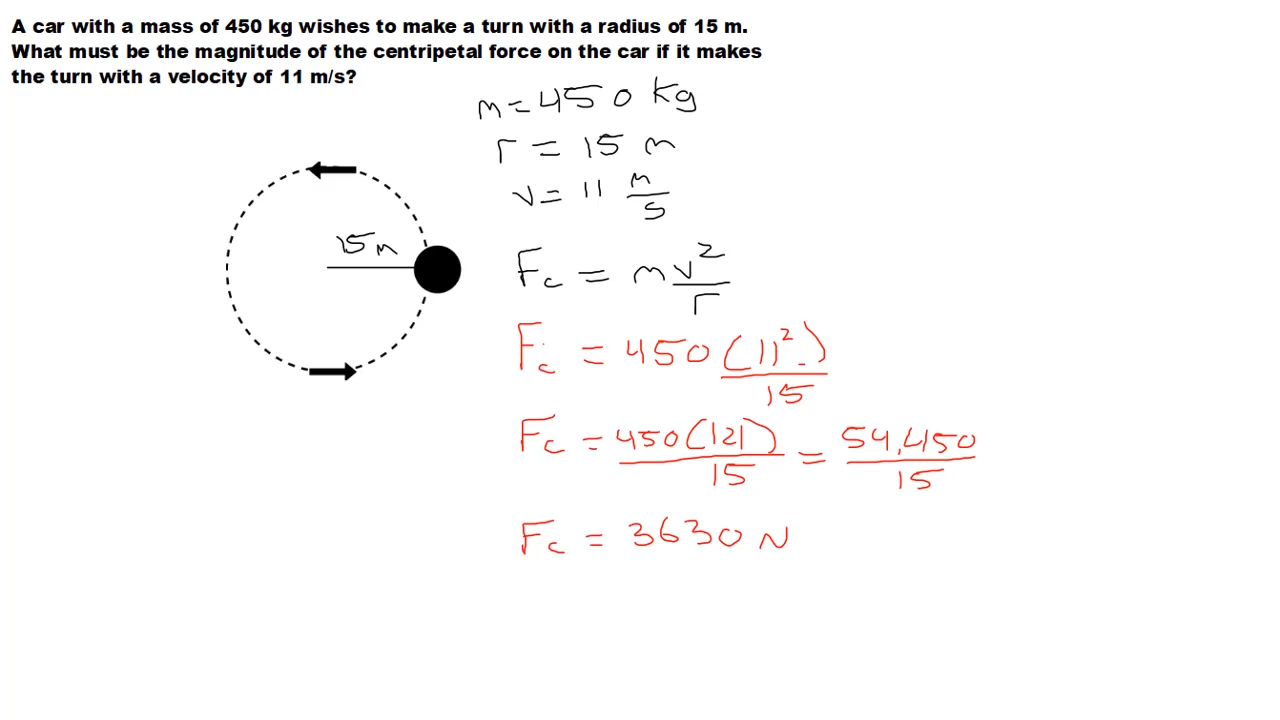 A car with a mass of 450 kg wishes to make a turn with a radius of 15 m.
What must be the magnitude of the centripetal force on the car if it makes
the turn with a velocity of 11 m/s?
m = 450 kg
r = 15 m
v = 11 m/s
15 m
Fc = m v²/r
Fc = 450 (11²)/15
Fc = 450(121)/15 = 54,450/15
Fc = 3630 N